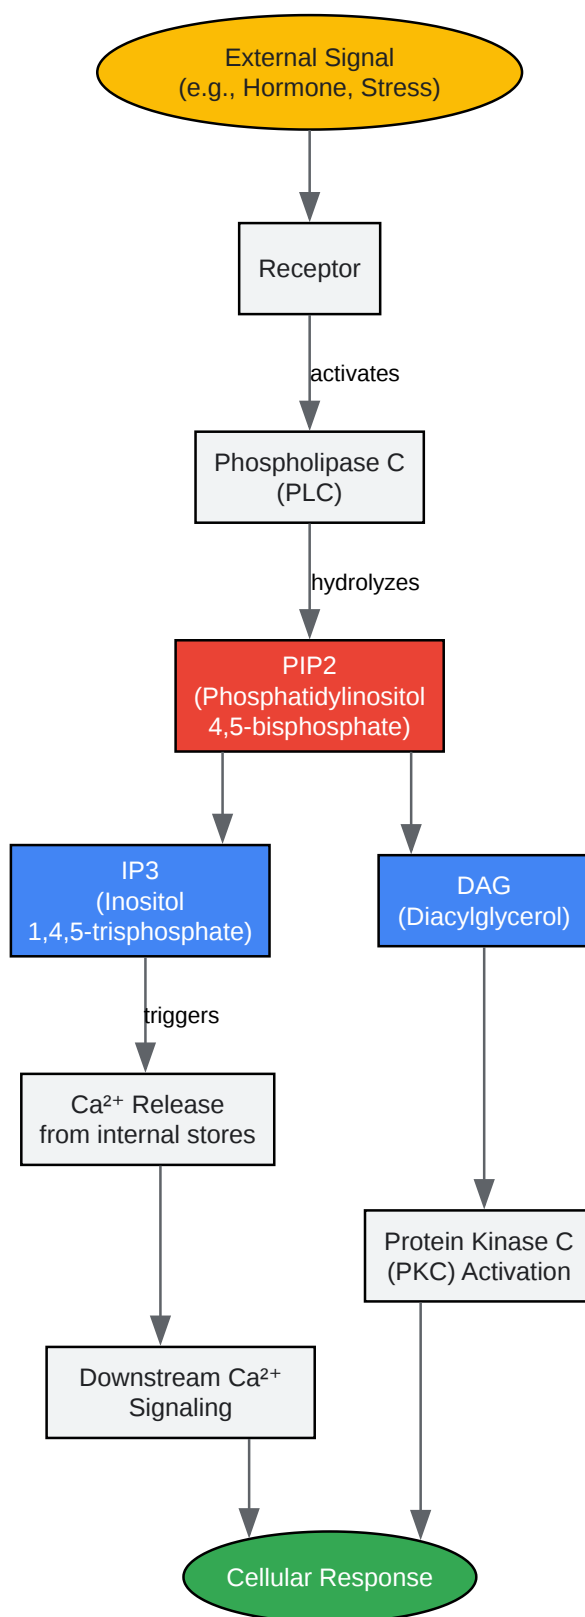 External Signal
(e.g., Hormone, Stress)
Receptor
activates
Phospholipase C
(PLC)
hydrolyzes
PIP2
(Phosphatidylinositol
4,5-bisphosphate)
IP3
(Inositol
1,4,5-trisphosphate)
DAG
(Diacylglycerol)
triggers
Ca²⁺ Release
from internal stores
Protein Kinase C
(PKC) Activation
Downstream Ca²⁺
Signaling
Cellular Response